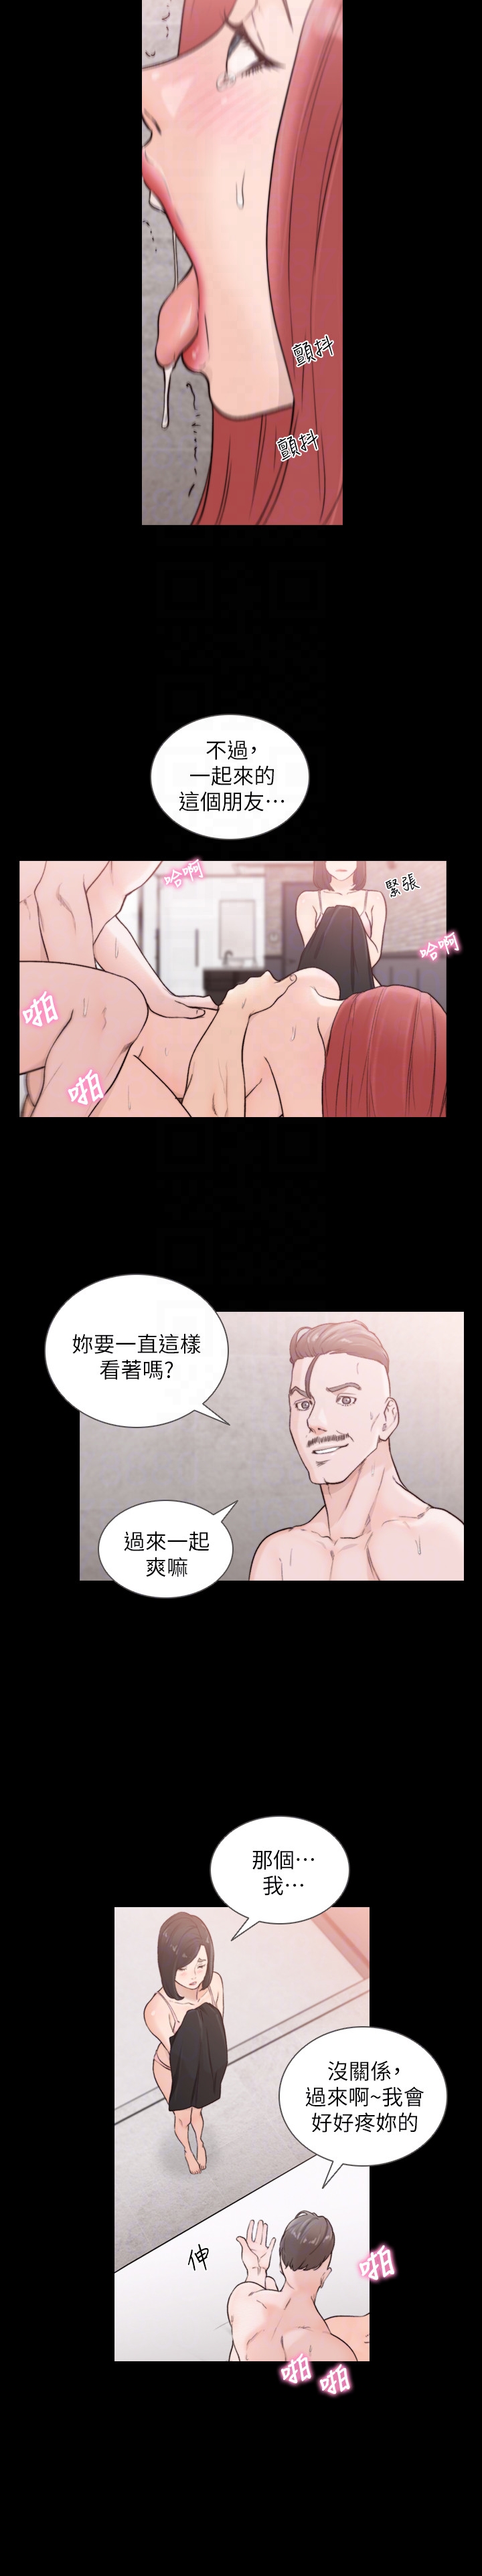 顫抖
顫抖
不過，
一起來的
這個朋友⋯
哈啊
緊張
哈啊
啪
啪
妳要一直這樣
看著嗎?
過來一起
爽嘛
那個⋯
我⋯
沒關係，
過來啊~我會
好好疼妳的
伸
啪
啪
啪